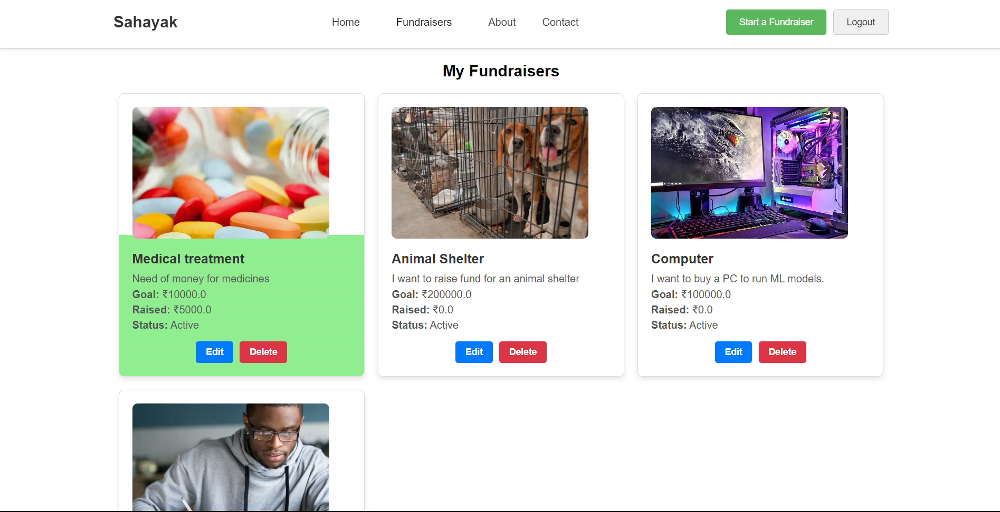 Sahayak
Home
Fundraisers
About
Contact
Start a Fundraiser
Logout
My Fundraisers
Medical treatment
Need of money for medicines
Goal: ₹10000.0
Raised: ₹5000.0
Status: Active
Edit
Delete
Animal Shelter
I want to raise fund for an animal shelter
Goal: ₹200000.0
Raised: ₹0.0
Status: Active
Edit
Delete
Computer
I want to buy a PC to run ML models.
Goal: ₹100000.0
Raised: ₹0.0
Status: Active
Edit
Delete